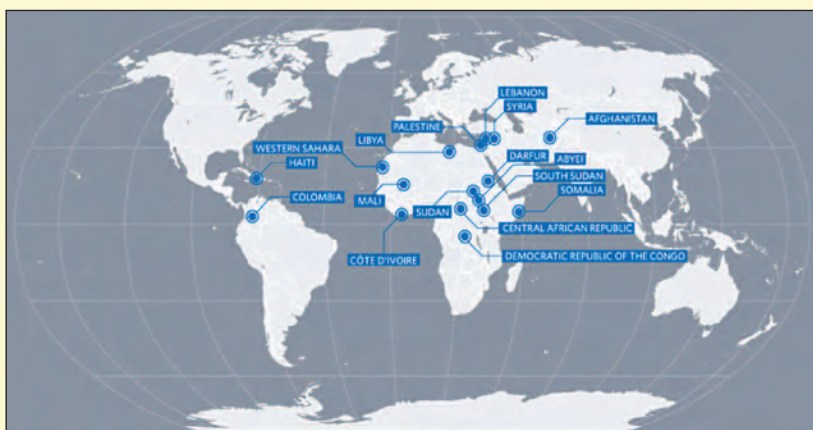 LEBANON
SYRIA
PALESTINE
AFGHANISTAN
LIBYA
WESTERN SAHARA
DARFUR
ABYEI
HAITI
SOUTH SUDAN
SOMALIA
COLOMBIA
MALI
SUDAN
CENTRAL AFRICAN REPUBLIC
CÔTE D'IVOIRE
DEMOCRATIC REPUBLIC OF THE CONGO